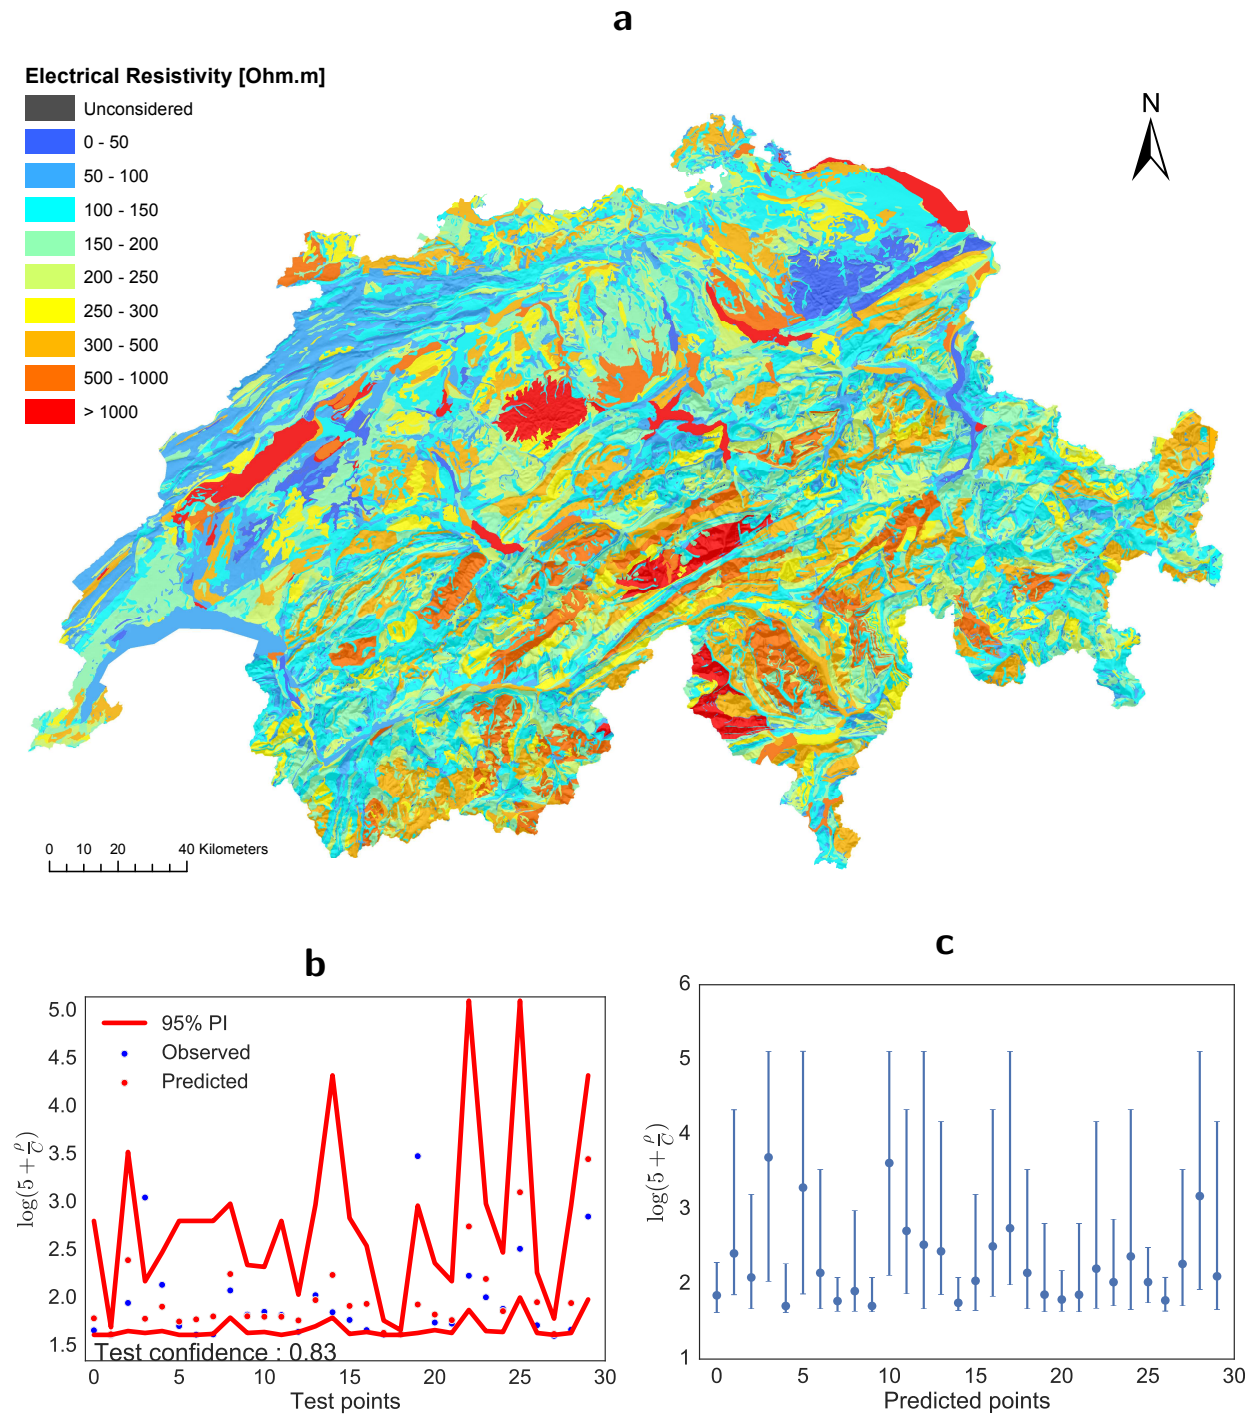 a
Electrical Resistivity [Ohm.m]
Unconsidered
0 - 50
50 - 100
100 - 150
150 - 200
200 - 250
250 - 300
300 - 500
500 - 1000
> 1000
N
0 10 20 40 Kilometers
b
5.0
4.5
4.0
3.5
3.0
2.5
2.0
1.5
log(5 + ρ/C)
95% PI
Observed
Predicted
Test confidence : 0.83
0 5 10 15 20 25 30
Test points
c
6
5
4
3
2
1
log(5 + ρ/C)
0 5 10 15 20 25 30
Predicted points